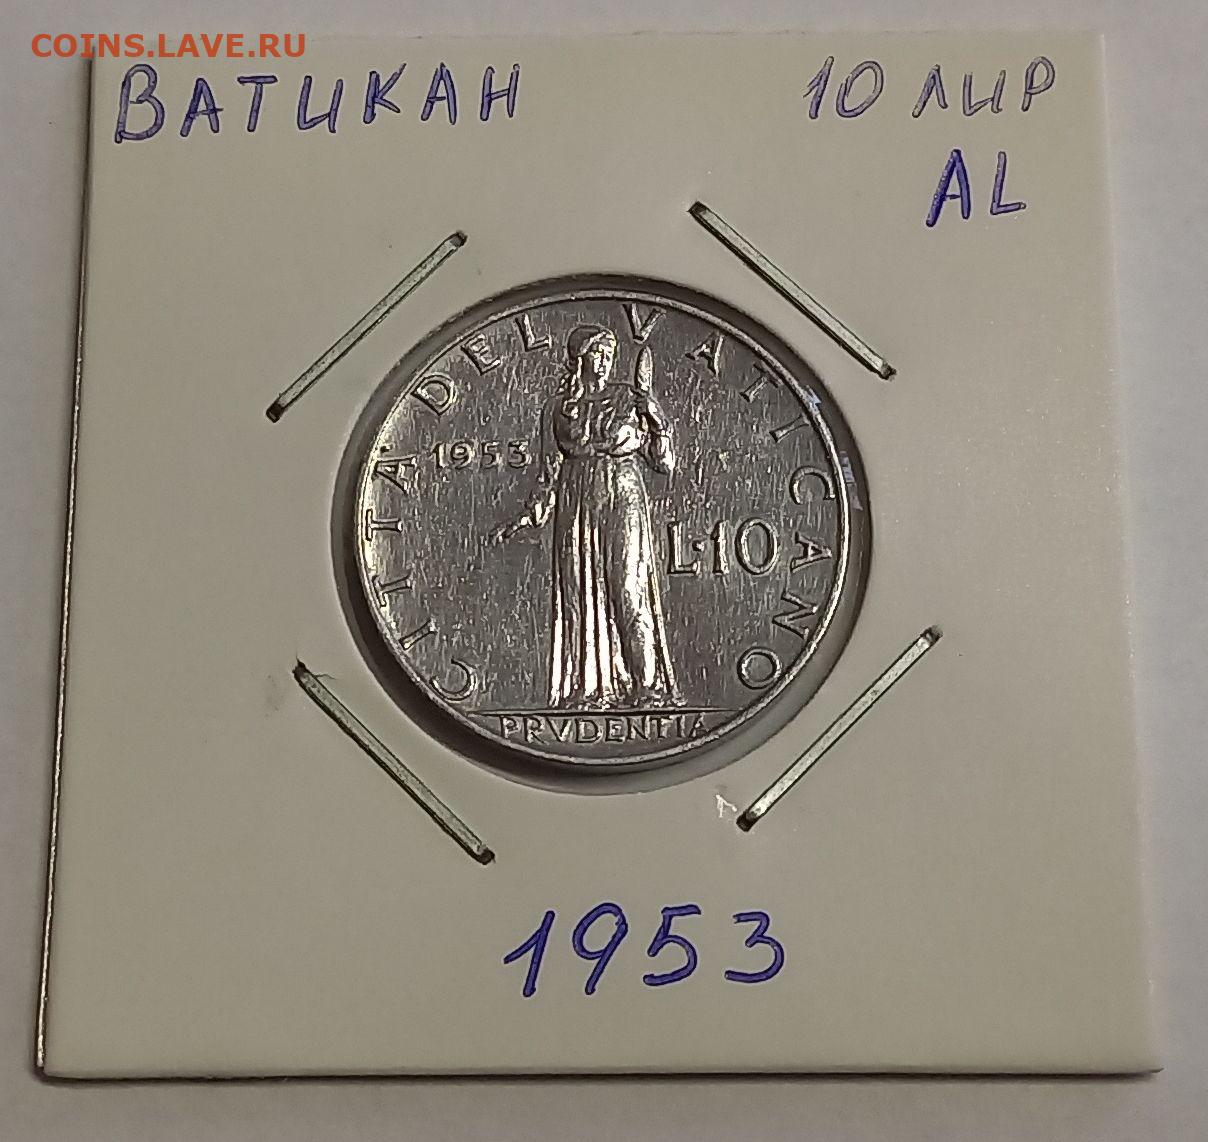 COINS.LAVE.RU
ВАТИКАН 10 ЛИР
AL
CITTA' DEL VATICANO
1953
L·10
PRVDENTIA
1953